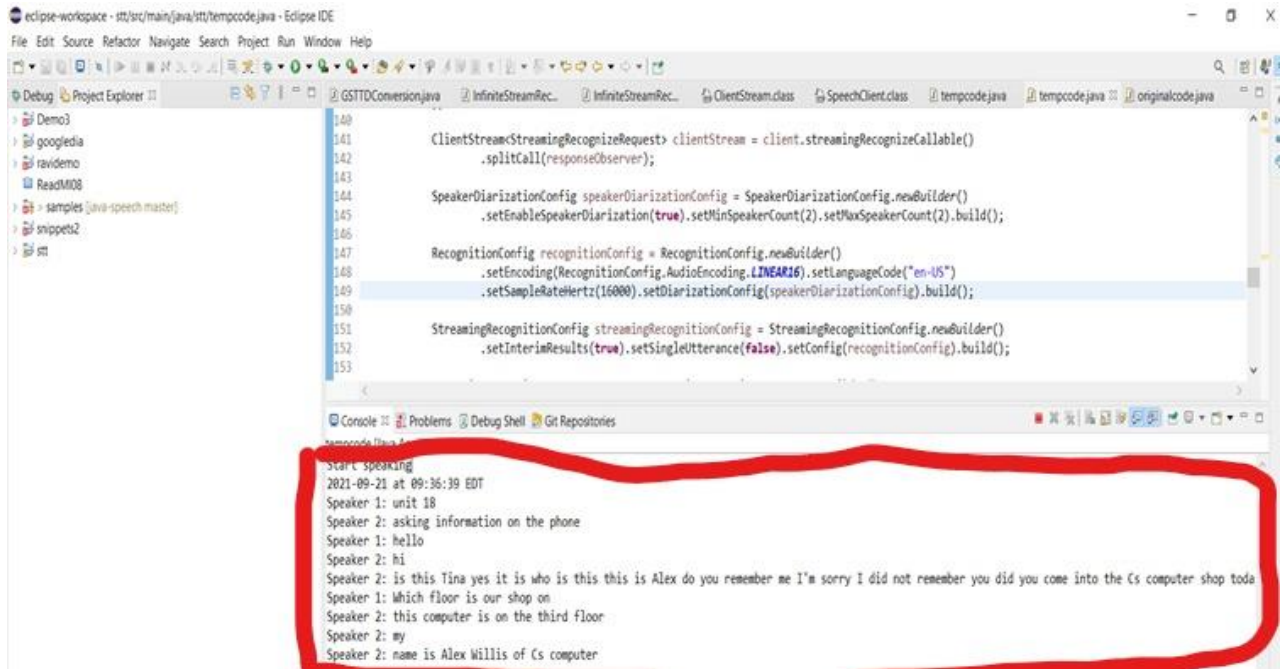 eclipse-workspace - stt/src/main/java/stt/tempcode.java - Eclipse IDE
File Edit Source Refactor Navigate Search Project Run Window Help
Debug Project Explorer
GSTTDConversion.java InfiniteStreamRec... InfiniteStreamRec... ClientStream.class SpeechClient.class tempcode.java tempcode.java originalcode.java
Demo3
googledia
ravidemo
ReadMI08
> samples [java-speech master]
snippets2
stt
140
141 ClientStream<StreamingRecognizeRequest> clientStream = client.streamingRecognizeCallable()
142 .splitCall(responseObserver);
143
144 SpeakerDiarizationConfig speakerDiarizationConfig = SpeakerDiarizationConfig.newBuilder()
145 .setEnableSpeakerDiarization(true).setMinSpeakerCount(2).setMaxSpeakerCount(2).build();
146
147 RecognitionConfig recognitionConfig = RecognitionConfig.newBuilder()
148 .setEncoding(RecognitionConfig.AudioEncoding.LINEAR16).setLanguageCode("en-US")
149 .setSampleRateHertz(16000).setDiarizationConfig(speakerDiarizationConfig).build();
150
151 StreamingRecognitionConfig streamingRecognitionConfig = StreamingRecognitionConfig.newBuilder()
152 .setInterimResults(true).setSingleUtterance(false).setConfig(recognitionConfig).build();
153
Console Problems Debug Shell Git Repositories
Start speaking
2021-09-21 at 09:36:39 EDT
Speaker 1: unit 18
Speaker 2: asking information on the phone
Speaker 1: hello
Speaker 2: hi
Speaker 2: is this Tina yes it is who is this this is Alex do you remember me I'm sorry I did not remember you did you come into the Cs computer shop toda
Speaker 1: Which floor is our shop on
Speaker 2: this computer is on the third floor
Speaker 2: my
Speaker 2: name is Alex Willis of Cs computer